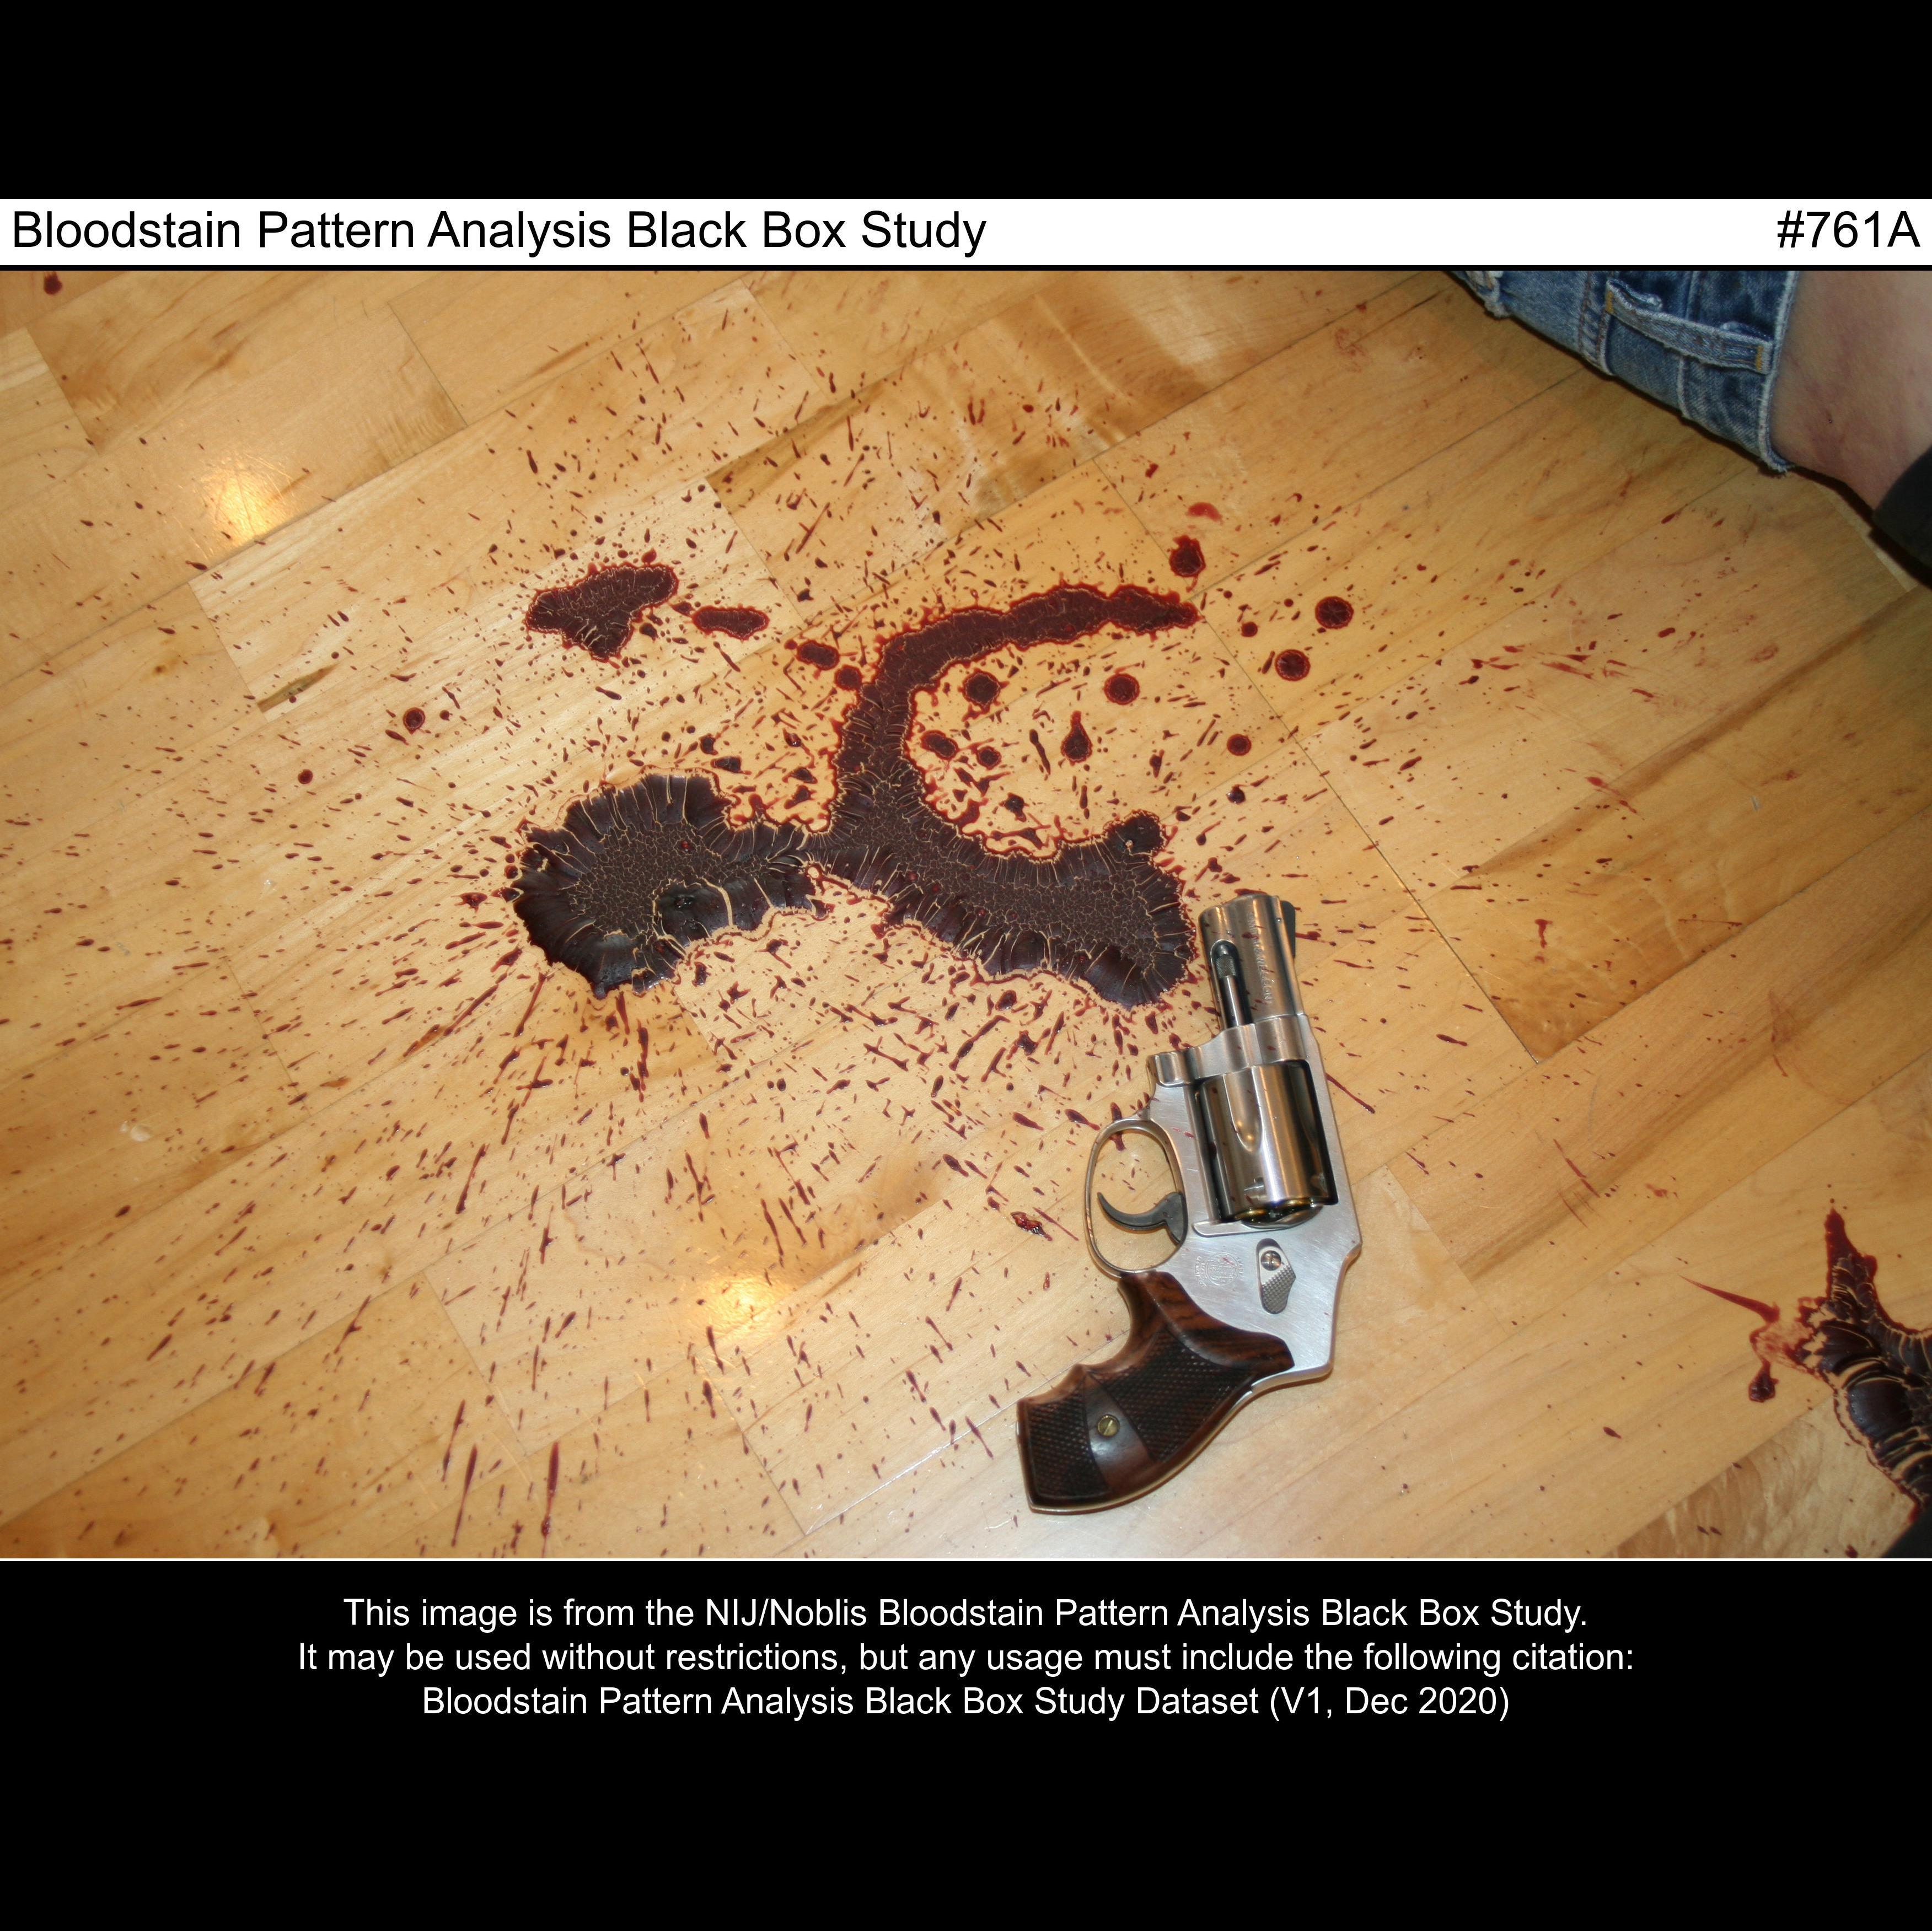 Bloodstain Pattern Analysis Black Box Study #761A
This image is from the NIJ/Noblis Bloodstain Pattern Analysis Black Box Study.
It may be used without restrictions, but any usage must include the following citation:
Bloodstain Pattern Analysis Black Box Study Dataset (V1, Dec 2020)